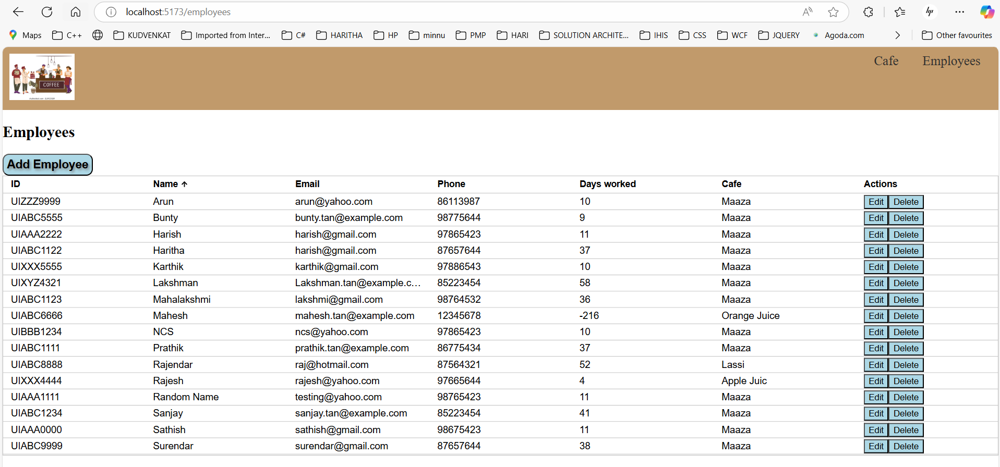 localhost:5173/employees
Maps C++ KUDVENKAT Imported from Inter... C# HARITHA HP minnu PMP HARI SOLUTION ARCHITE... IHIS CSS WCF JQUERY Agoda.com Other favourites
COFFEE
Cafe Employees
Employees
Add Employee
ID Name Email Phone Days worked Cafe Actions
UIZZZ9999 Arun arun@yahoo.com 86113987 10 Maaza Edit Delete
UIABC5555 Bunty bunty.tan@example.com 98775644 9 Maaza Edit Delete
UIAAA2222 Harish harish@gmail.com 97865423 11 Maaza Edit Delete
UIABC1122 Haritha harish@gmail.com 87657644 37 Maaza Edit Delete
UIXXX5555 Karthik karthik@gmail.com 97886543 10 Maaza Edit Delete
UIXYZ4321 Lakshman Lakshman.tan@example.c... 85223454 58 Maaza Edit Delete
UIABC1123 Mahalakshmi lakshmi@gmail.com 98764532 36 Maaza Edit Delete
UIABC6666 Mahesh mahesh.tan@example.com 12345678 -216 Orange Juice Edit Delete
UIBBB1234 NCS ncs@yahoo.com 97865423 10 Maaza Edit Delete
UIABC1111 Prathik prathik.tan@example.com 86775434 37 Maaza Edit Delete
UIABC8888 Rajendar raj@hotmail.com 87564321 52 Lassi Edit Delete
UIXXX4444 Rajesh rajesh@yahoo.com 97665644 4 Apple Juic Edit Delete
UIAAA1111 Random Name testing@yahoo.com 98765423 11 Maaza Edit Delete
UIABC1234 Sanjay sanjay.tan@example.com 85223454 41 Maaza Edit Delete
UIAAA0000 Sathish sathish@gmail.com 98675423 11 Maaza Edit Delete
UIABC9999 Surendar surendar@gmail.com 87657644 38 Maaza Edit Delete